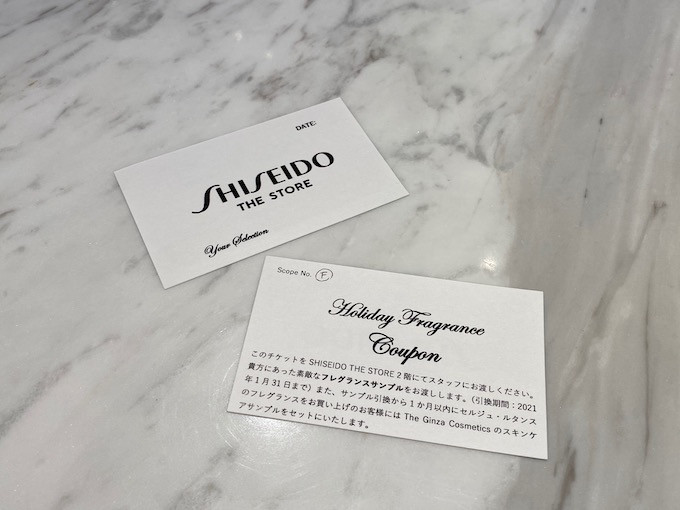 DATE:
SHISEIDO
THE STORE
Your Selection
Scope No. F
Holiday Fragrance
Coupon
このチケットを SHISEIDO THE STORE 2 階にてスタッフにお渡しください。
貴方にあった素敵なフレグランスサンプルをお渡しします。（引換期間：2021
年 1 月 31 日まで）また、サンプル引換から 1 か月以内にセルジュ・ルタンス
のフレグランスをお買い上げのお客様には The Ginza Cosmetics のスキンケ
アサンプルをセットにいたします。